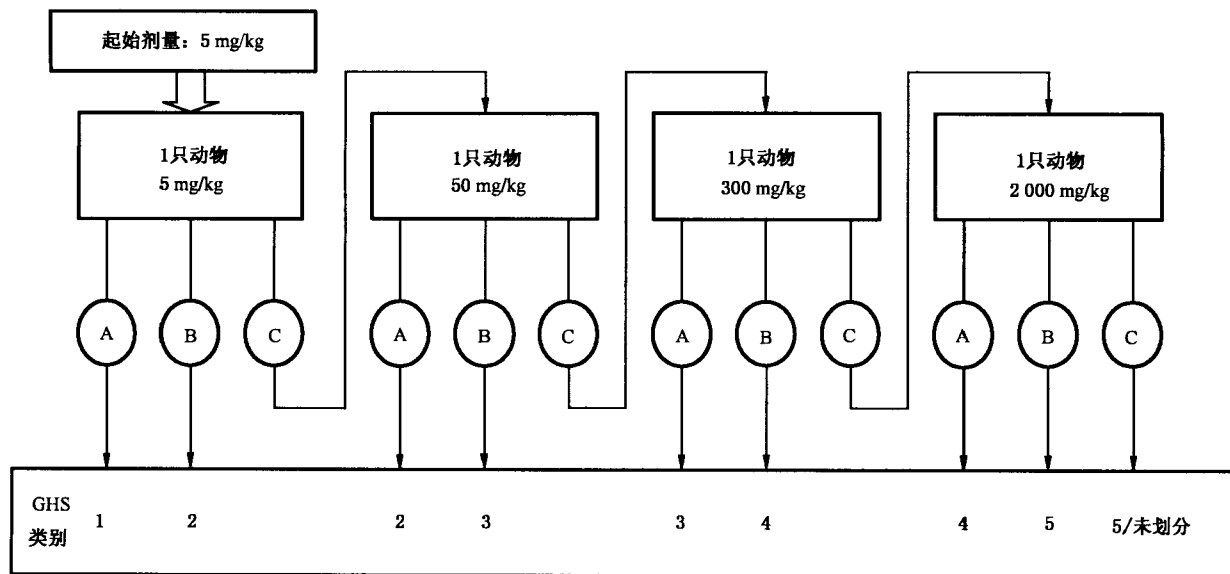 起始剂量：5 mg/kg
1只动物
5 mg/kg
1只动物
50 mg/kg
1只动物
300 mg/kg
1只动物
2 000 mg/kg
A B C A B C A B C A B C
GHS
类别
1 2 2 3 3 4 4 5 5/未划分